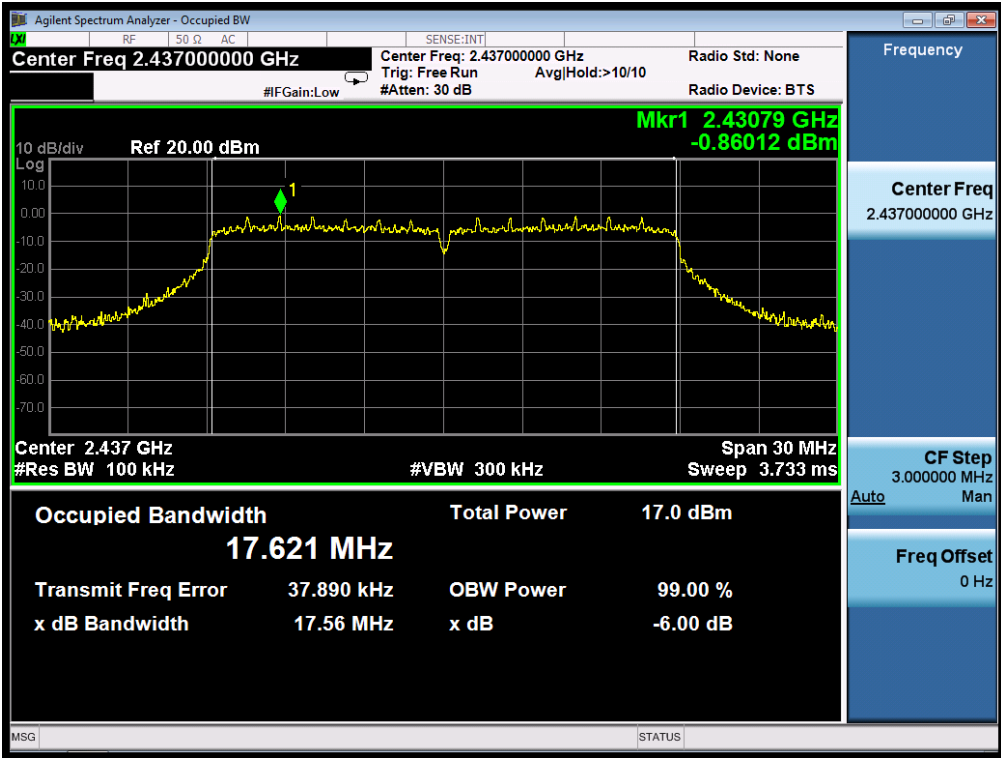 Agilent Spectrum Analyzer - Occupied BW
LXI
RF 50 Ω AC SENSE:INT
Center Freq 2.437000000 GHz
Center Freq: 2.437000000 GHz Radio Std: None
Trig: Free Run Avg|Hold:>10/10
#IFGain:Low #Atten: 30 dB Radio Device: BTS
Mkr1 2.43079 GHz
-0.86012 dBm
10 dB/div Ref 20.00 dBm
Log
10.0
0.00
-10.0
-20.0
-30.0
-40.0
-50.0
-60.0
-70.0
1
Center 2.437 GHz Span 30 MHz
#Res BW 100 kHz #VBW 300 kHz Sweep 3.733 ms
Occupied Bandwidth Total Power 17.0 dBm
17.621 MHz
Transmit Freq Error 37.890 kHz OBW Power 99.00 %
x dB Bandwidth 17.56 MHz x dB -6.00 dB
MSG STATUS
Frequency
Center Freq
2.437000000 GHz
CF Step
3.000000 MHz
Auto Man
Freq Offset
0 Hz